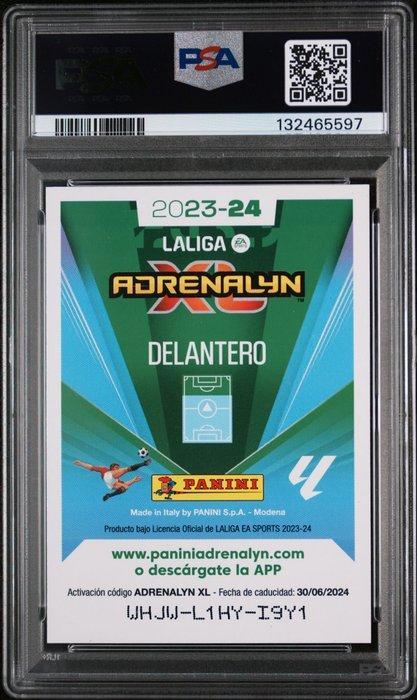 PSA
132465597
2023-24
LALIGA EA SPORTS
ADRENALYN
XL™
DELANTERO
PANINI
Made in Italy by PANINI S.p.A. - Modena
Producto bajo Licencia Oficial de LALIGA EA SPORTS 2023-24
www.paniniadrenalyn.com
o descárgate la APP
Activación código ADRENALYN XL - Fecha de caducidad: 30/06/2024
WHJW-L1HY-I9Y1